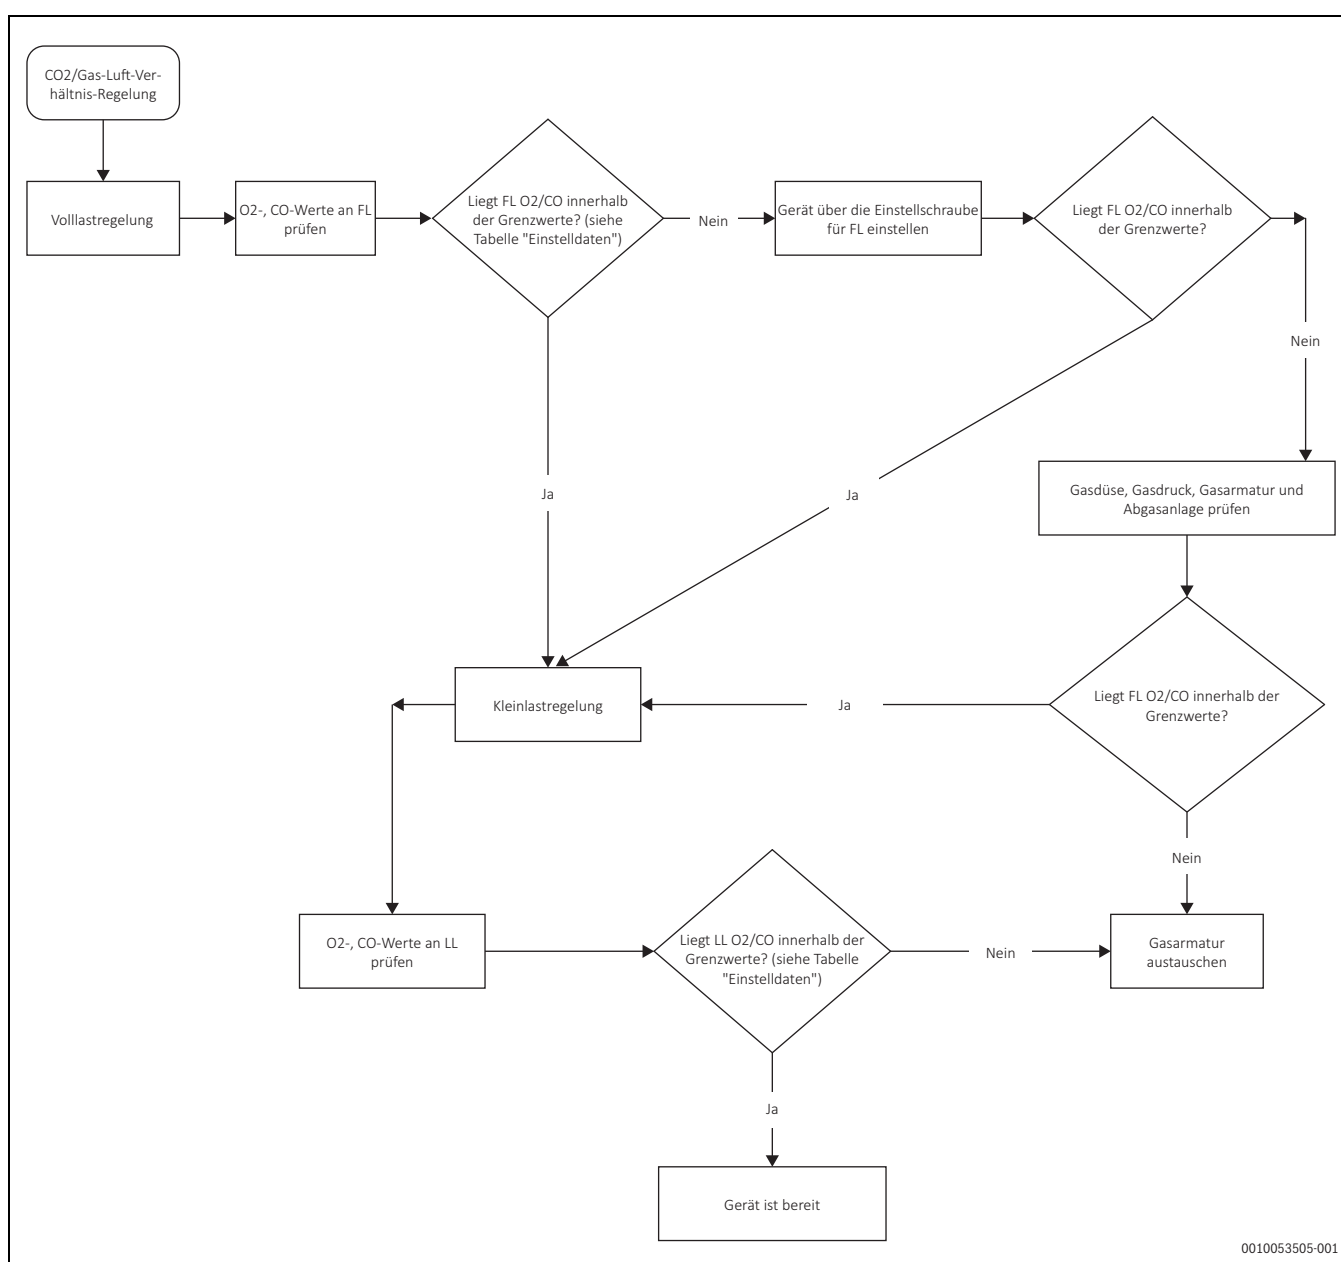 CO2/Gas-Luft-Ver-
hältnis-Regelung
Volllastregelung
O2-, CO-Werte an FL
prüfen
Liegt FL O2/CO innerhalb
der Grenzwerte? (siehe
Tabelle "Einstelldaten")
Nein
Gerät über die Einstellschraube
für FL einstellen
Liegt FL O2/CO innerhalb
der Grenzwerte?
Nein
Ja
Ja
Gasdüse, Gasdruck, Gasarmatur und
Abgasanlage prüfen
Kleinlastregelung
Ja
Liegt FL O2/CO innerhalb der
Grenzwerte?
Nein
O2-, CO-Werte an LL
prüfen
Liegt LL O2/CO innerhalb der
Grenzwerte? (siehe Tabelle
"Einstelldaten")
Nein
Gasarmatur
austauschen
Ja
Gerät ist bereit
0010053505-001